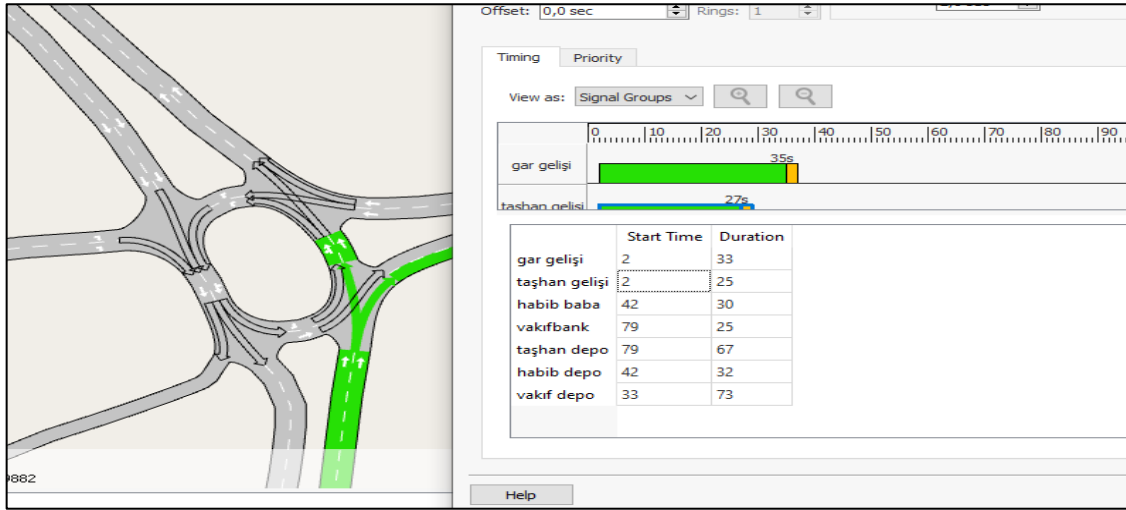 Offset: 0,0 sec Rings: 1
Timing Priority
View as: Signal Groups
0 10 20 30 40 50 60 70 80 90
gar gelişi 35s
taşhan gelişi 27s
Start Time Duration
gar gelişi 2 33
taşhan gelişi 2 25
habib baba 42 30
vakıfbank 79 25
taşhan depo 79 67
habib depo 42 32
vakıf depo 33 73
9882
Help